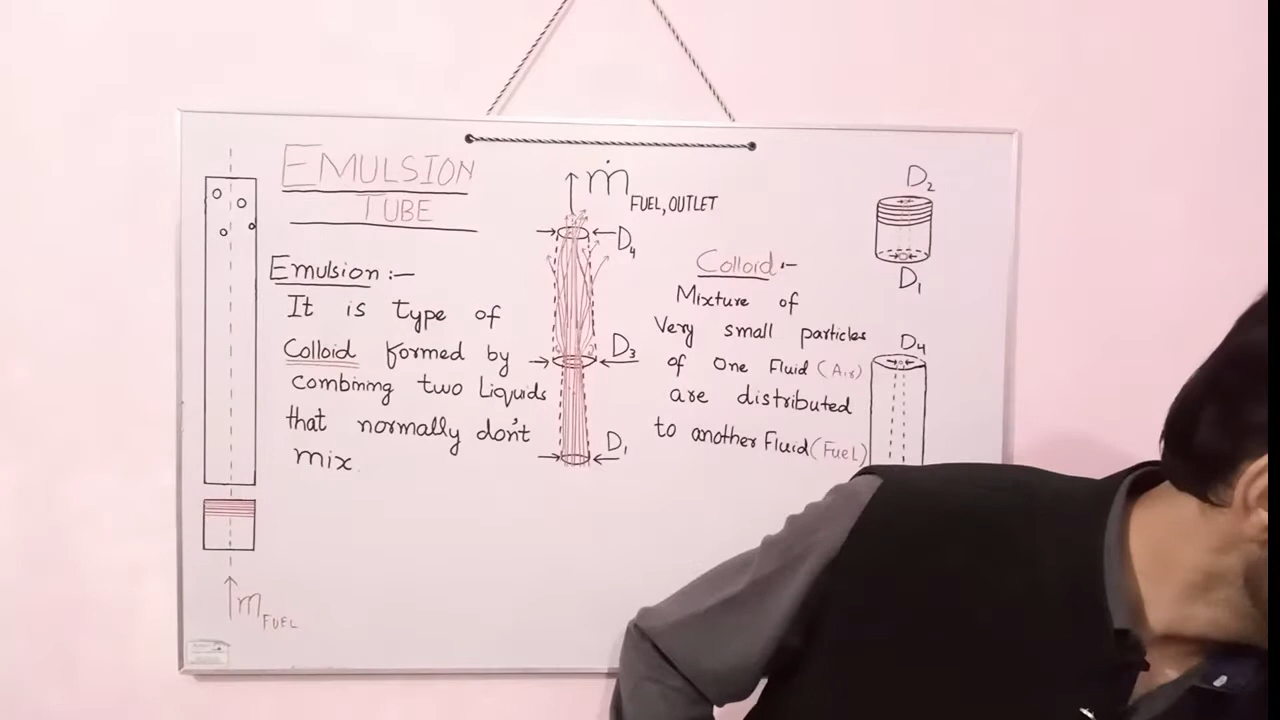 EMULSION
TUBE
Emulsion :-
It is type of
Colloid formed by
Combining two Liquids
that normally don't
mix
ṁ FUEL
ṁ FUEL, OUTLET
D4
D3
D1
Colloid :-
Mixture of
Very small particles
of One Fluid (Air)
are distributed
to another Fluid (FueL)
D2
D1
D4